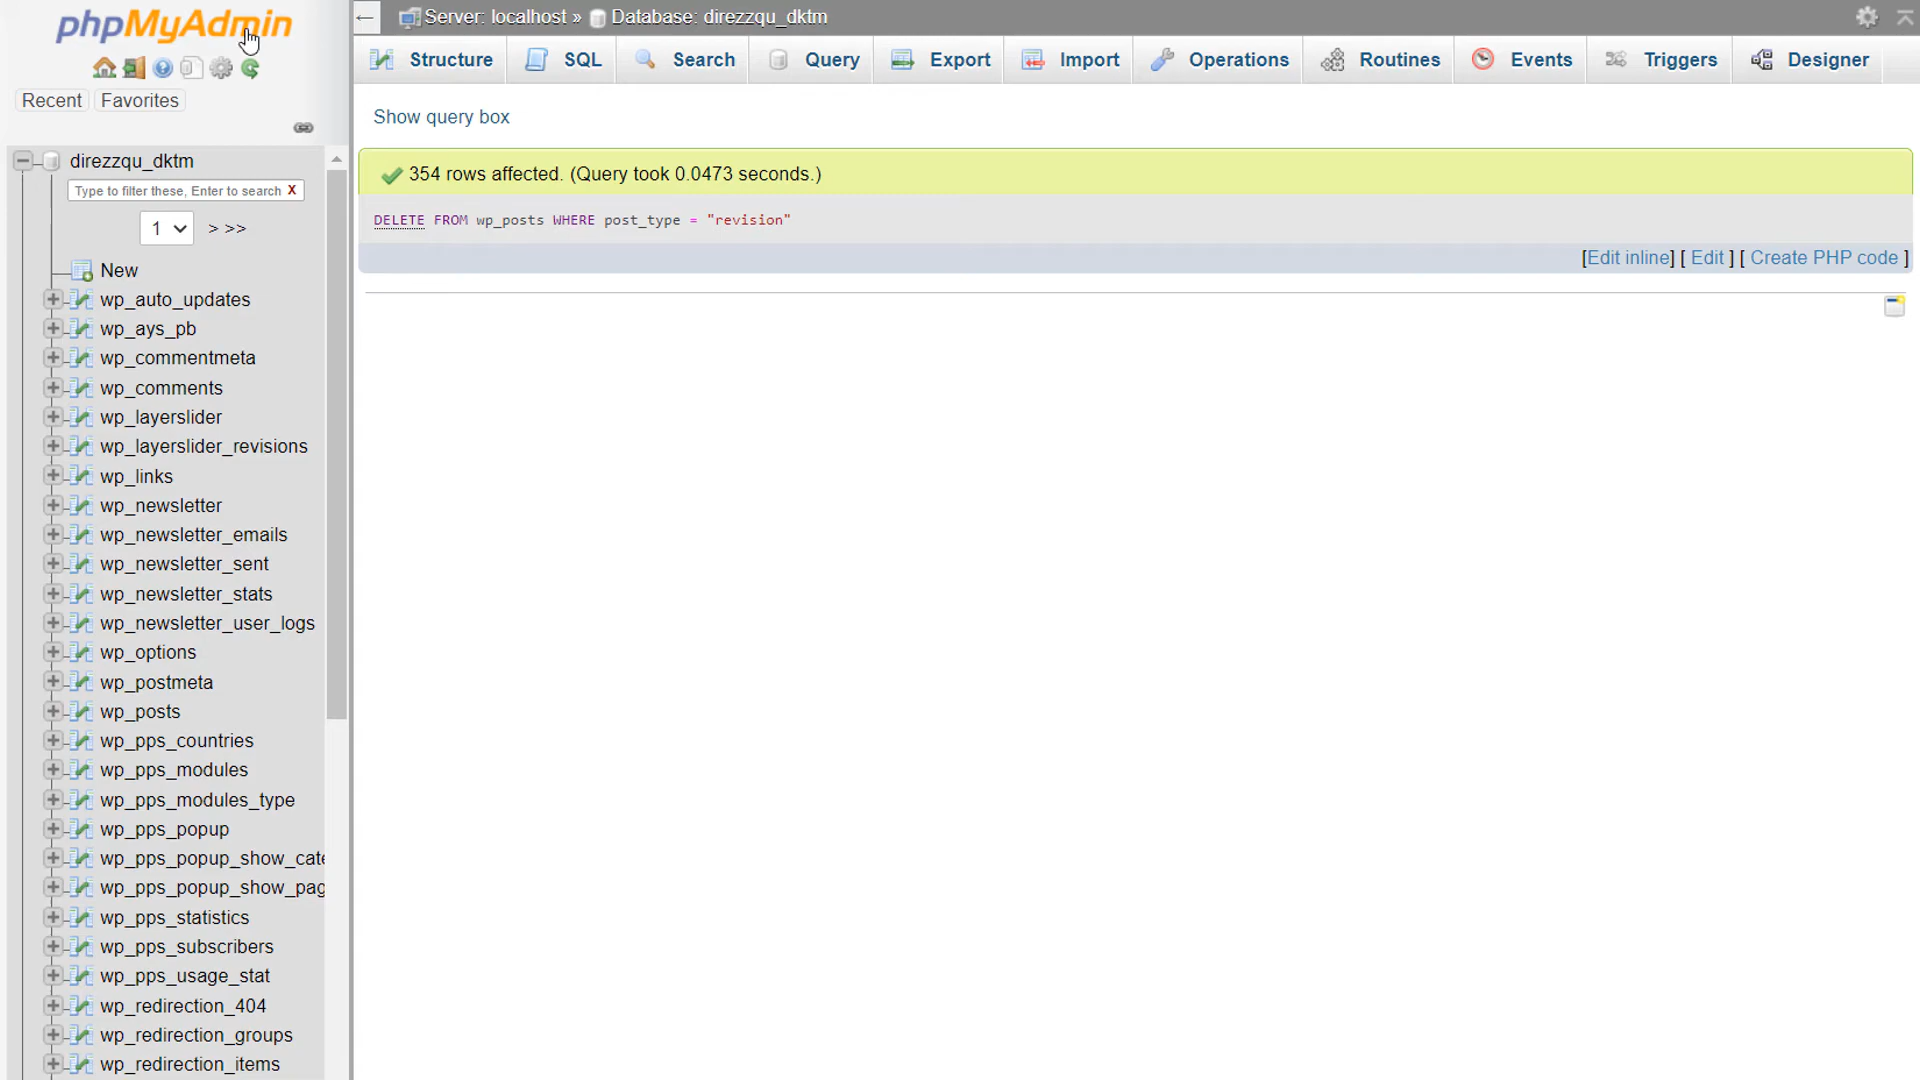 phpMyAdmin
Recent Favorites
direzzqu_dktm
Type to filter these, Enter to search X
1 > >>
New
wp_auto_updates
wp_ays_pb
wp_commentmeta
wp_comments
wp_layerslider
wp_layerslider_revisions
wp_links
wp_newsletter
wp_newsletter_emails
wp_newsletter_sent
wp_newsletter_stats
wp_newsletter_user_logs
wp_options
wp_postmeta
wp_posts
wp_pps_countries
wp_pps_modules
wp_pps_modules_type
wp_pps_popup
wp_pps_popup_show_cate
wp_pps_popup_show_pag
wp_pps_statistics
wp_pps_subscribers
wp_pps_usage_stat
wp_redirection_404
wp_redirection_groups
wp_redirection_items
← Server: localhost » Database: direzzqu_dktm
Structure SQL Search Query Export Import Operations Routines Events Triggers Designer
Show query box
354 rows affected. (Query took 0.0473 seconds.)
DELETE FROM wp_posts WHERE post_type = "revision"
[Edit inline] [ Edit ] [ Create PHP code ]